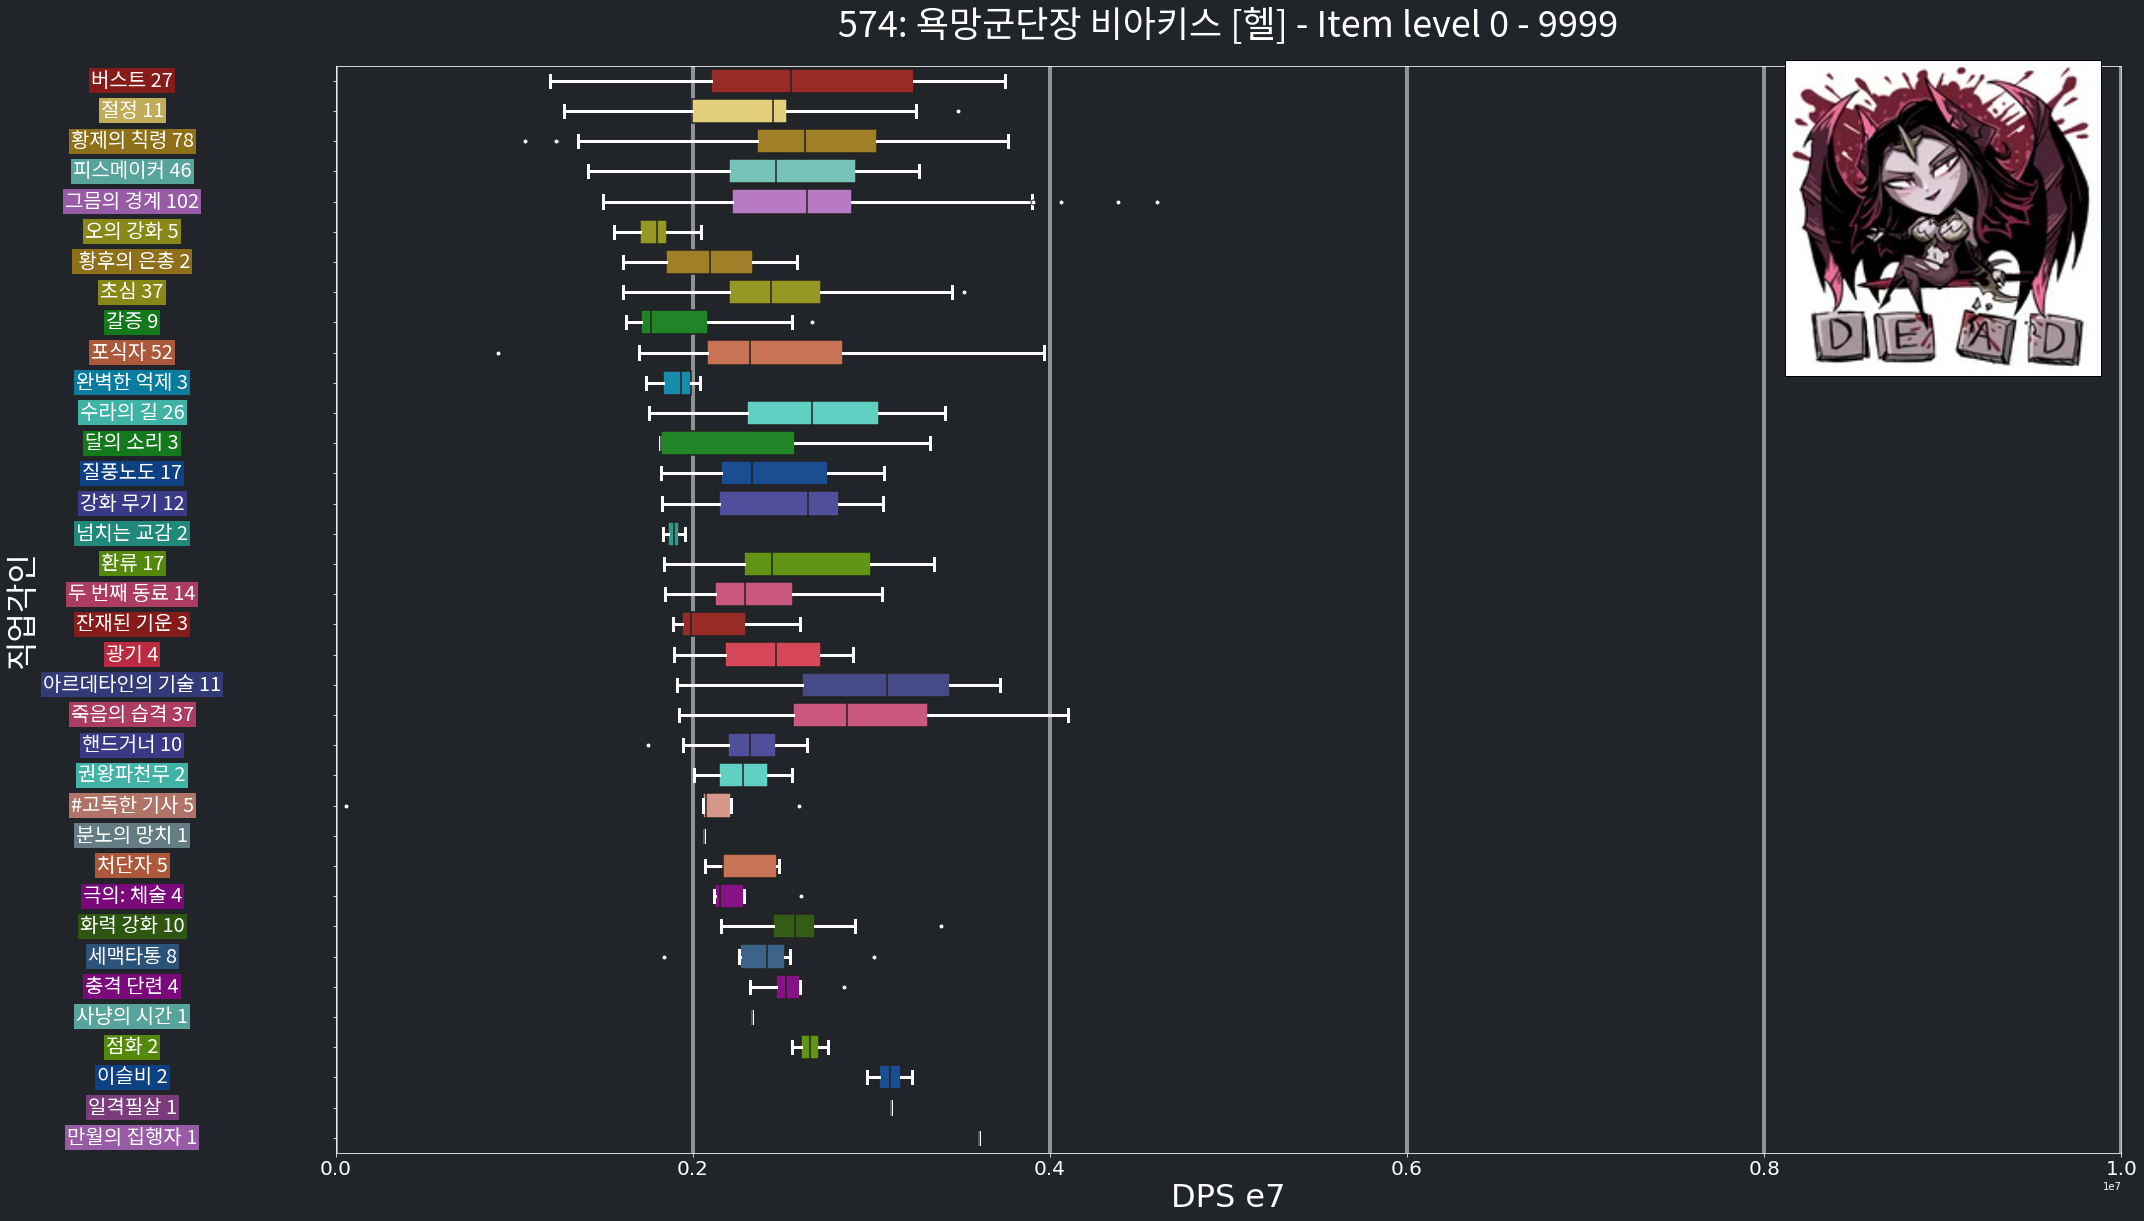 574: 욕망군단장 비아키스 [헬] - Item level 0 - 9999
버스트 27
절정 11
황제의 칙령 78
피스메이커 46
그믐의 경계 102
오의 강화 5
황후의 은총 2
초심 37
갈증 9
포식자 52
완벽한 억제 3
수라의 길 26
달의 소리 3
질풍노도 17
강화 무기 12
넘치는 교감 2
환류 17
두 번째 동료 14
잔재된 기운 3
광기 4
아르데타인의 기술 11
죽음의 습격 37
핸드거너 10
권왕파천무 2
#고독한 기사 5
분노의 망치 1
처단자 5
극의: 체술 4
화력 강화 10
세맥타통 8
충격 단련 4
사냥의 시간 1
점화 2
이슬비 2
일격필살 1
만월의 집행자 1
직업각인
DEAD
0.0 0.2 0.4 0.6 0.8 1.0
1e7
DPS e7